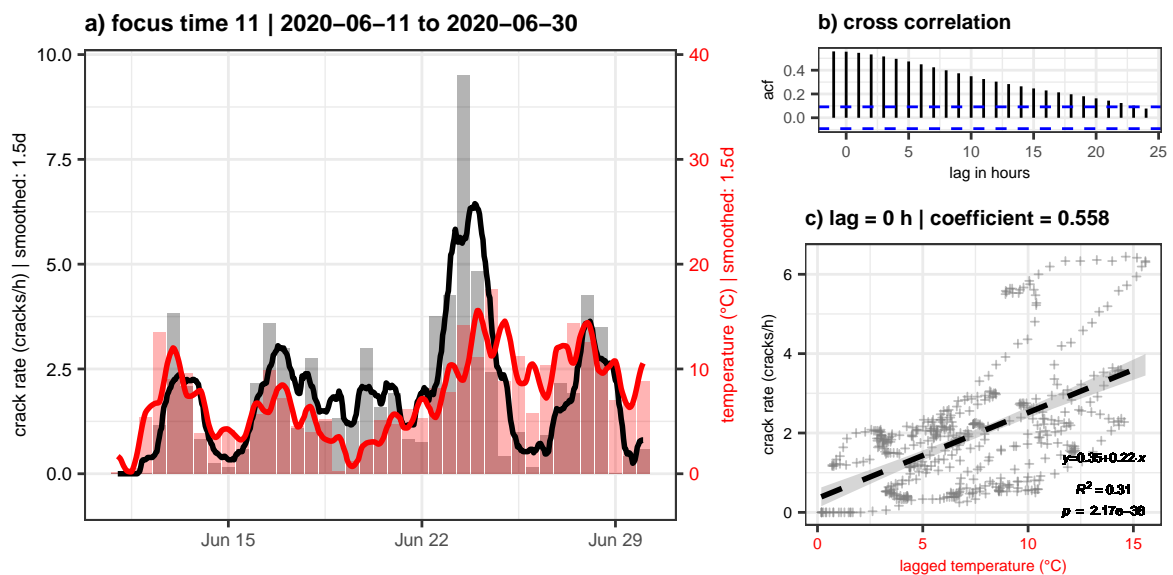 a) focus time 11 | 2020−06−11 to 2020−06−30
10.0
7.5
5.0
2.5
0.0
crack rate (cracks/h) | smoothed: 1.5d
40
30
20
10
0
temperature (°C) | smoothed: 1.5d
Jun 15
Jun 22
Jun 29
b) cross correlation
acf
0.4
0.2
0.0
0
5
10
15
20
25
lag in hours
c) lag = 0 h | coefficient = 0.558
crack rate (cracks/h)
6
4
2
0
y=0.35+0.22·x
R² = 0.31
p = 2.17e−38
0
5
10
15
lagged temperature (°C)